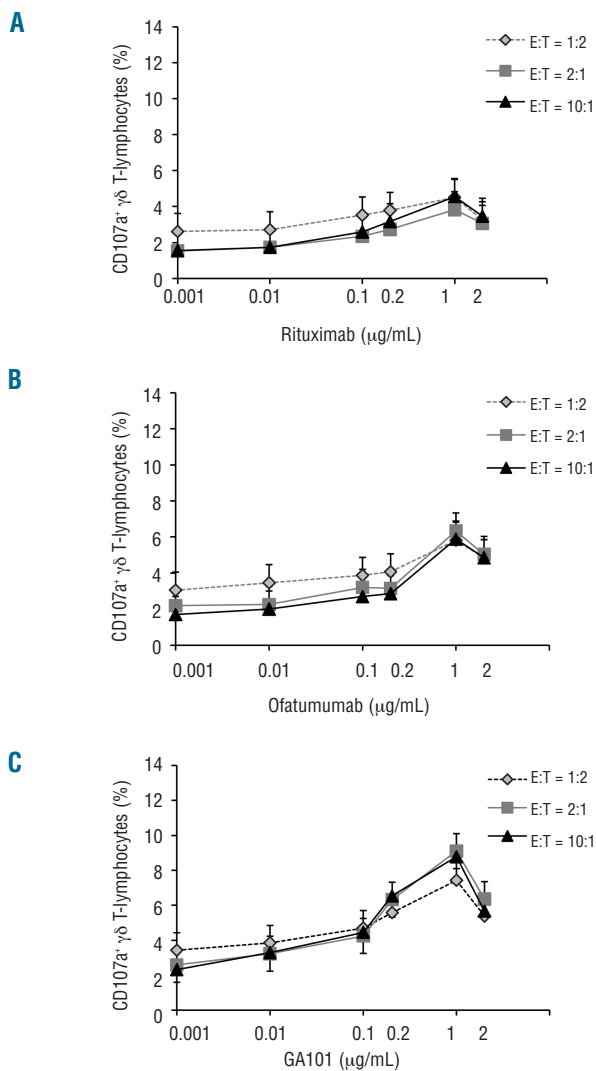 A
CD107a⁺ γδ T-lymphocytes (%)
14
12
10
8
6
4
2
0
E:T = 1:2
E:T = 2:1
E:T = 10:1
0.001 0.01 0.1 0.2 1 2
Rituximab (µg/mL)
B
CD107a⁺ γδ T-lymphocytes (%)
14
12
10
8
6
4
2
0
E:T = 1:2
E:T = 2:1
E:T = 10:1
0.001 0.01 0.1 0.2 1 2
Ofatumumab (µg/mL)
C
CD107a⁺ γδ T-lymphocytes (%)
14
12
10
8
6
4
2
0
E:T = 1:2
E:T = 2:1
E:T = 10:1
0.001 0.01 0.1 0.2 1 2
GA101 (µg/mL)